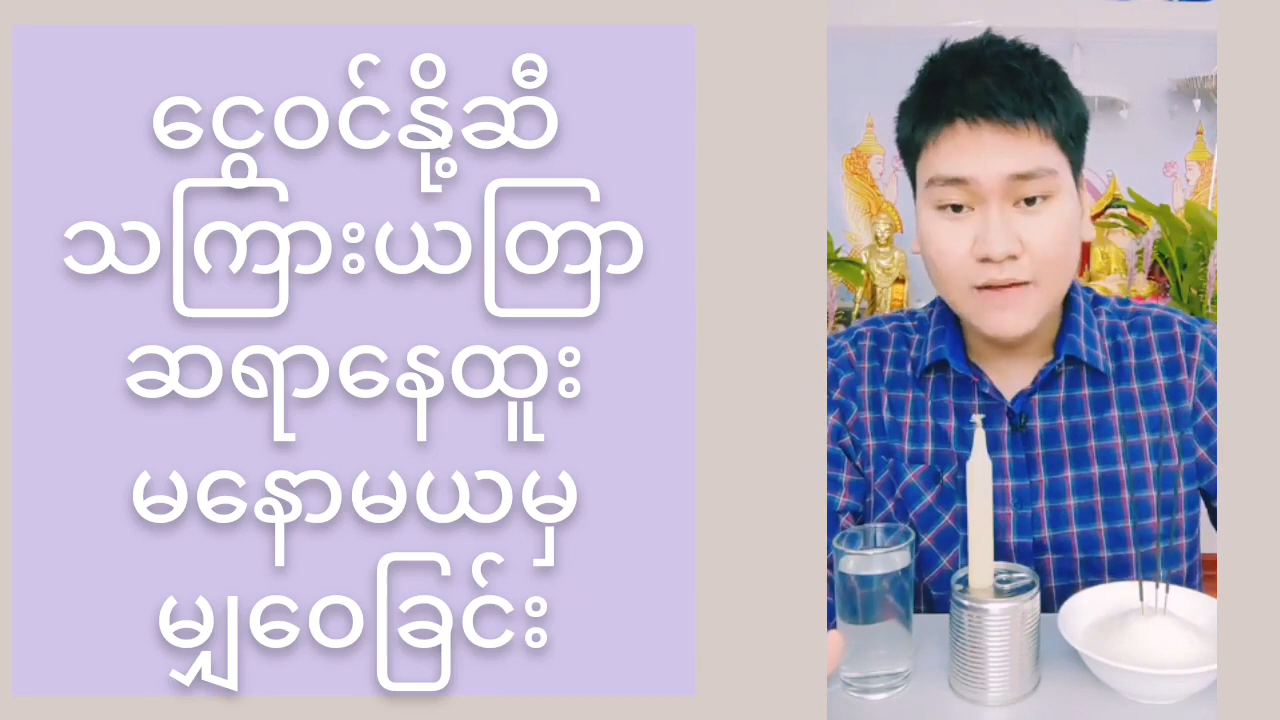 ငွေဝင်နို့ဆီ
သကြားယတြာ
ဆရာနေထူး
မနောမယမှ
မျှဝေခြင်း